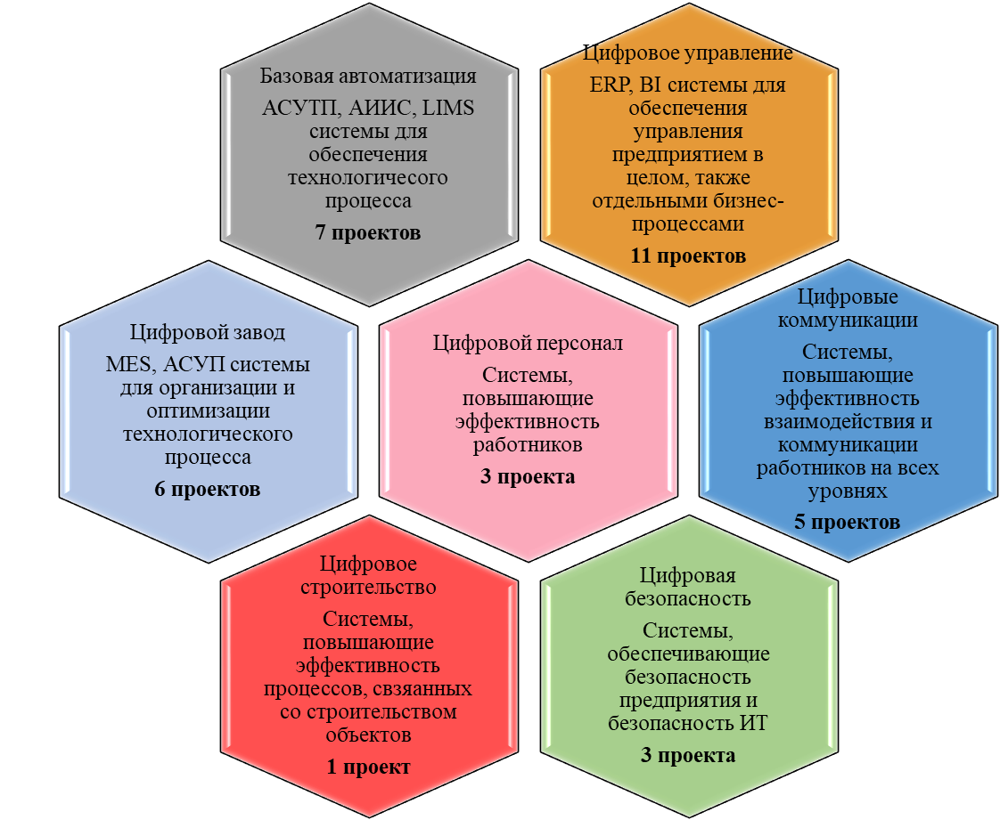 Базовая автоматизация
АСУТП, АИИС, LIMS
системы для
обеспечения
технологичесого
процесса
7 проектов
Цифровое управление
ERP, BI системы для
обеспечения
управления
предприятием в
целом, также
отдельными бизнес-
процессами
11 проектов
Цифровой завод
MES, АСУП системы
для организации и
оптимизации
технологического
процесса
6 проектов
Цифровой персонал
Системы,
повышающие
эффективность
работников
3 проекта
Цифровые
коммуникации
Системы,
повышающие
эффективность
взаимодействия и
коммуникации
работников на всех
уровнях
5 проектов
Цифровое
строительство
Системы,
повышающие
эффективность
процессов, свзяанных
со строительством
объектов
1 проект
Цифровая
безопасность
Системы,
обеспечивающие
безопасность
предприятия и
безопасность ИТ
3 проекта